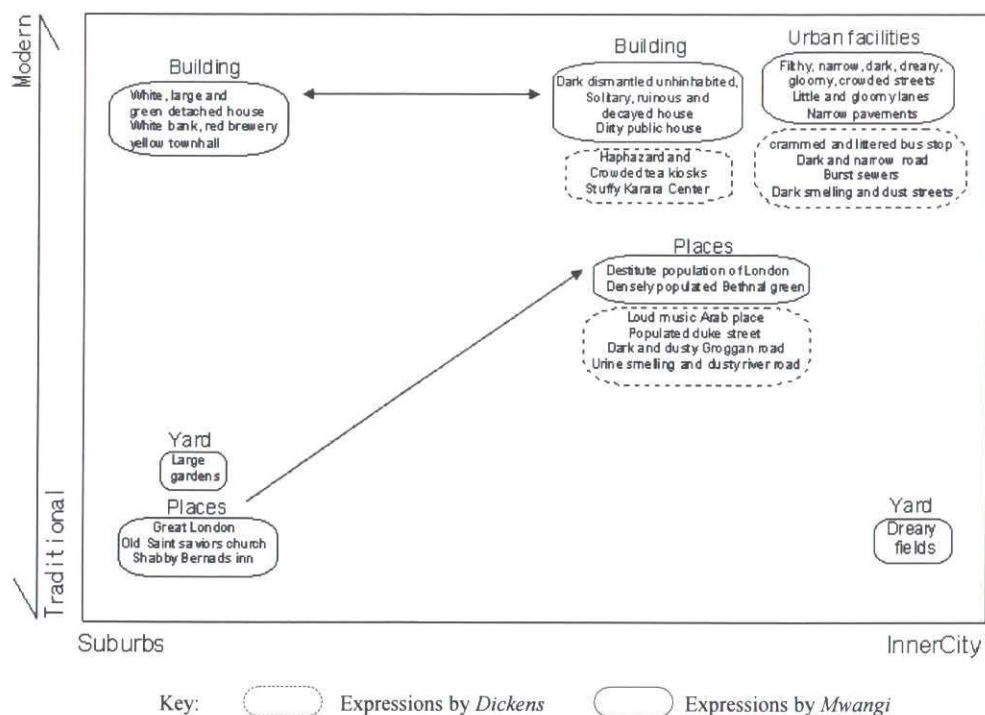 Modern
Traditional
Building
White, large and
green detached house
White bank, red brewery
yellow townhall
Building
Dark dismantled unhinhabited,
Solitary, ruinous and
decayed house
Dirty public house
Haphazard and
Crowded tea kiosks
Stuffy Karara Center
Urban facilities
Filthy, narrow, dark, dreary,
gloomy, crowded streets
Little and gloomy lanes
Narrow pavements
crammed and littered bus stop
Dark and narrow road
Burst sewers
Dark smelling and dust streets
Places
Destitute population of London
Densely populated Bethnal green
Loud music Arab place
Populated duke street
Dark and dusty Groggan road
Urine smelling and dusty river road
Yard
Large
gardens
Places
Great London
Old Saint saviors church
Shabby Bernads inn
Yard
Dreary
fields
Suburbs
InnerCity
Key: Expressions by Dickens Expressions by Mwangi